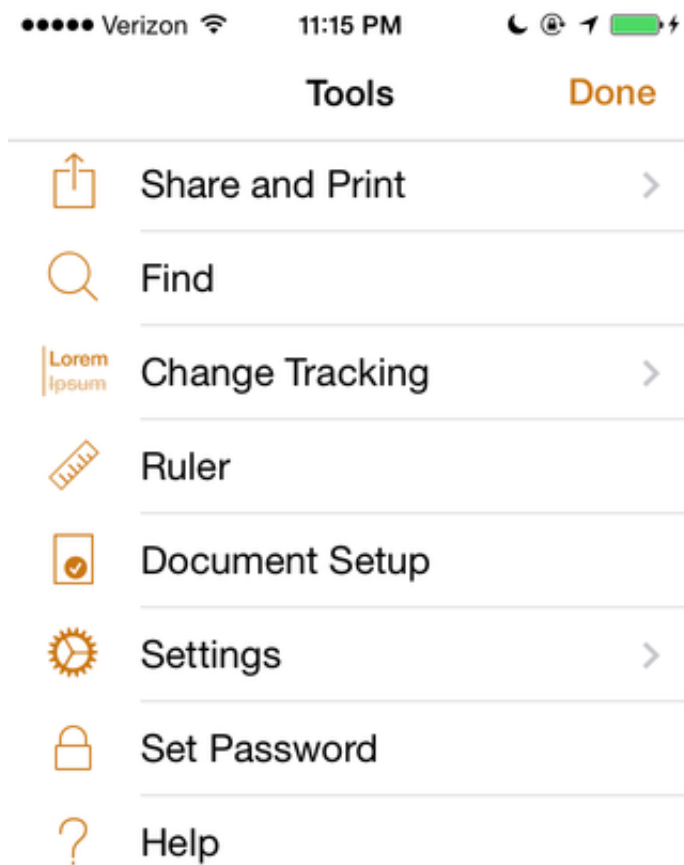 Verizon 11:15 PM
Tools Done
Share and Print
Find
Lorem
Ipsum
Change Tracking
Ruler
Document Setup
Settings
Set Password
Help